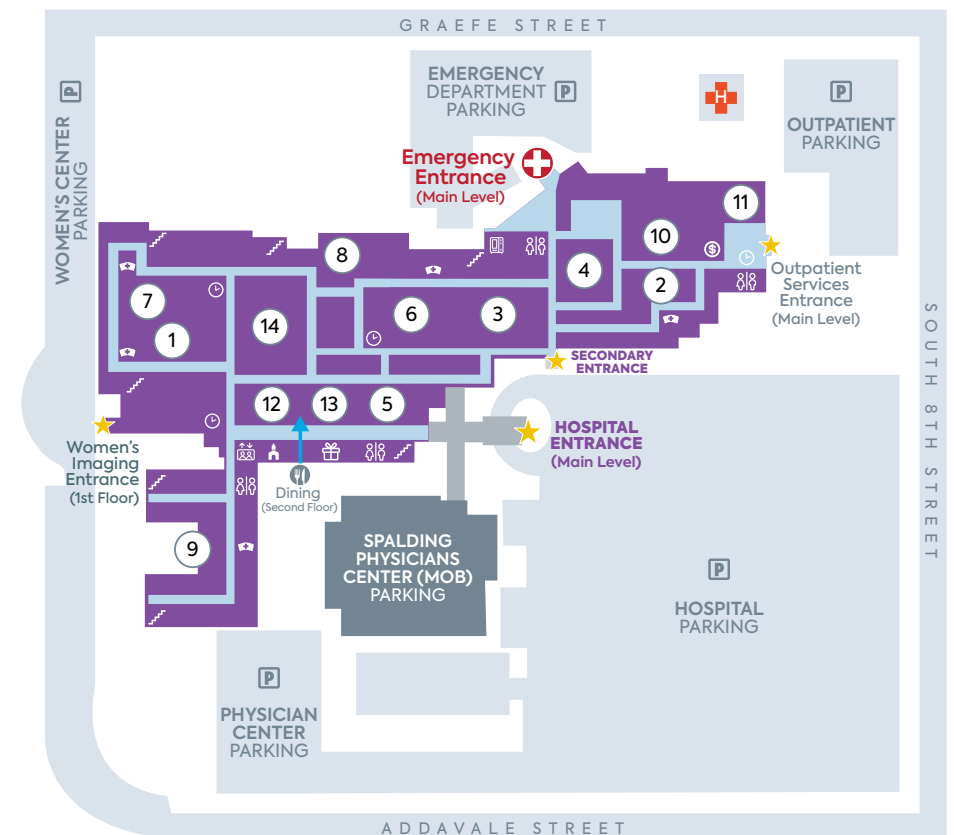 GRAEFE STREET
P
WOMEN'S CENTER
PARKING
EMERGENCY
DEPARTMENT
PARKING
P
H
P
OUTPATIENT
PARKING
Emergency
Entrance
(Main Level)
11
10
$
8
4
2
Outpatient
Services
Entrance
(Main Level)
7
1
14
6
3
SECONDARY
ENTRANCE
SOUTH 8TH STREET
12
13
5
HOSPITAL
ENTRANCE
(Main Level)
Women's
Imaging
Entrance
(1st Floor)
Dining
(Second Floor)
9
SPALDING
PHYSICIANS
CENTER (MOB)
PARKING
P
HOSPITAL
PARKING
P
PHYSICIAN
CENTER
PARKING
ADDAVALE STREET